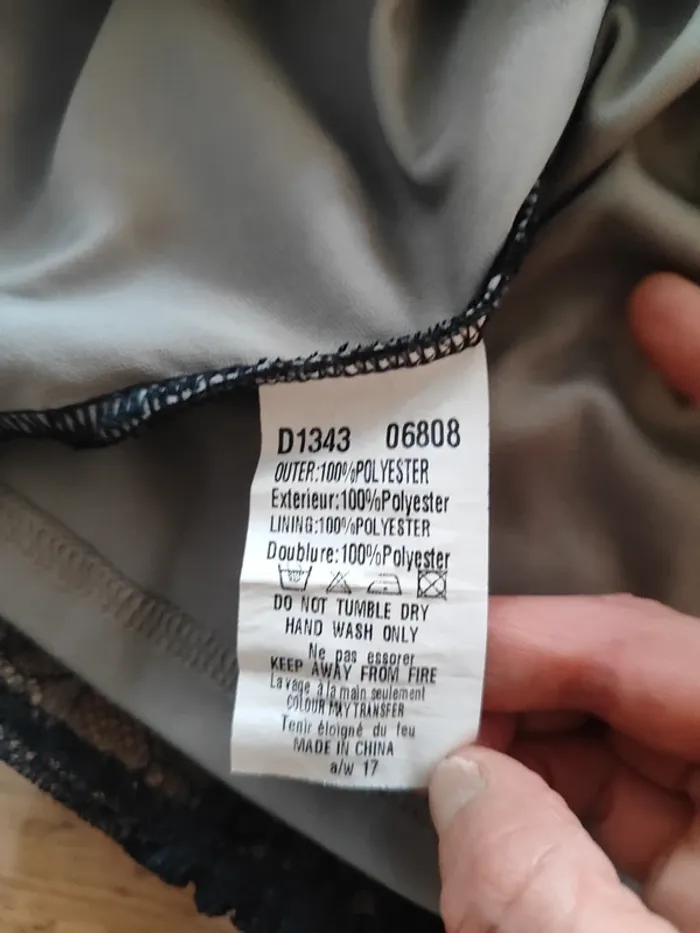 D1343 06808
OUTER:100%POLYESTER
Exterieur:100%Polyester
LINING:100%POLYESTER
Doublure:100%Polyester
DO NOT TUMBLE DRY
HAND WASH ONLY
Ne pas essorer
KEEP AWAY FROM FIRE
Lavage à la main seulement
COLOUR MAY TRANSFER
Tenir éloigné du feu
MADE IN CHINA
a/w 17